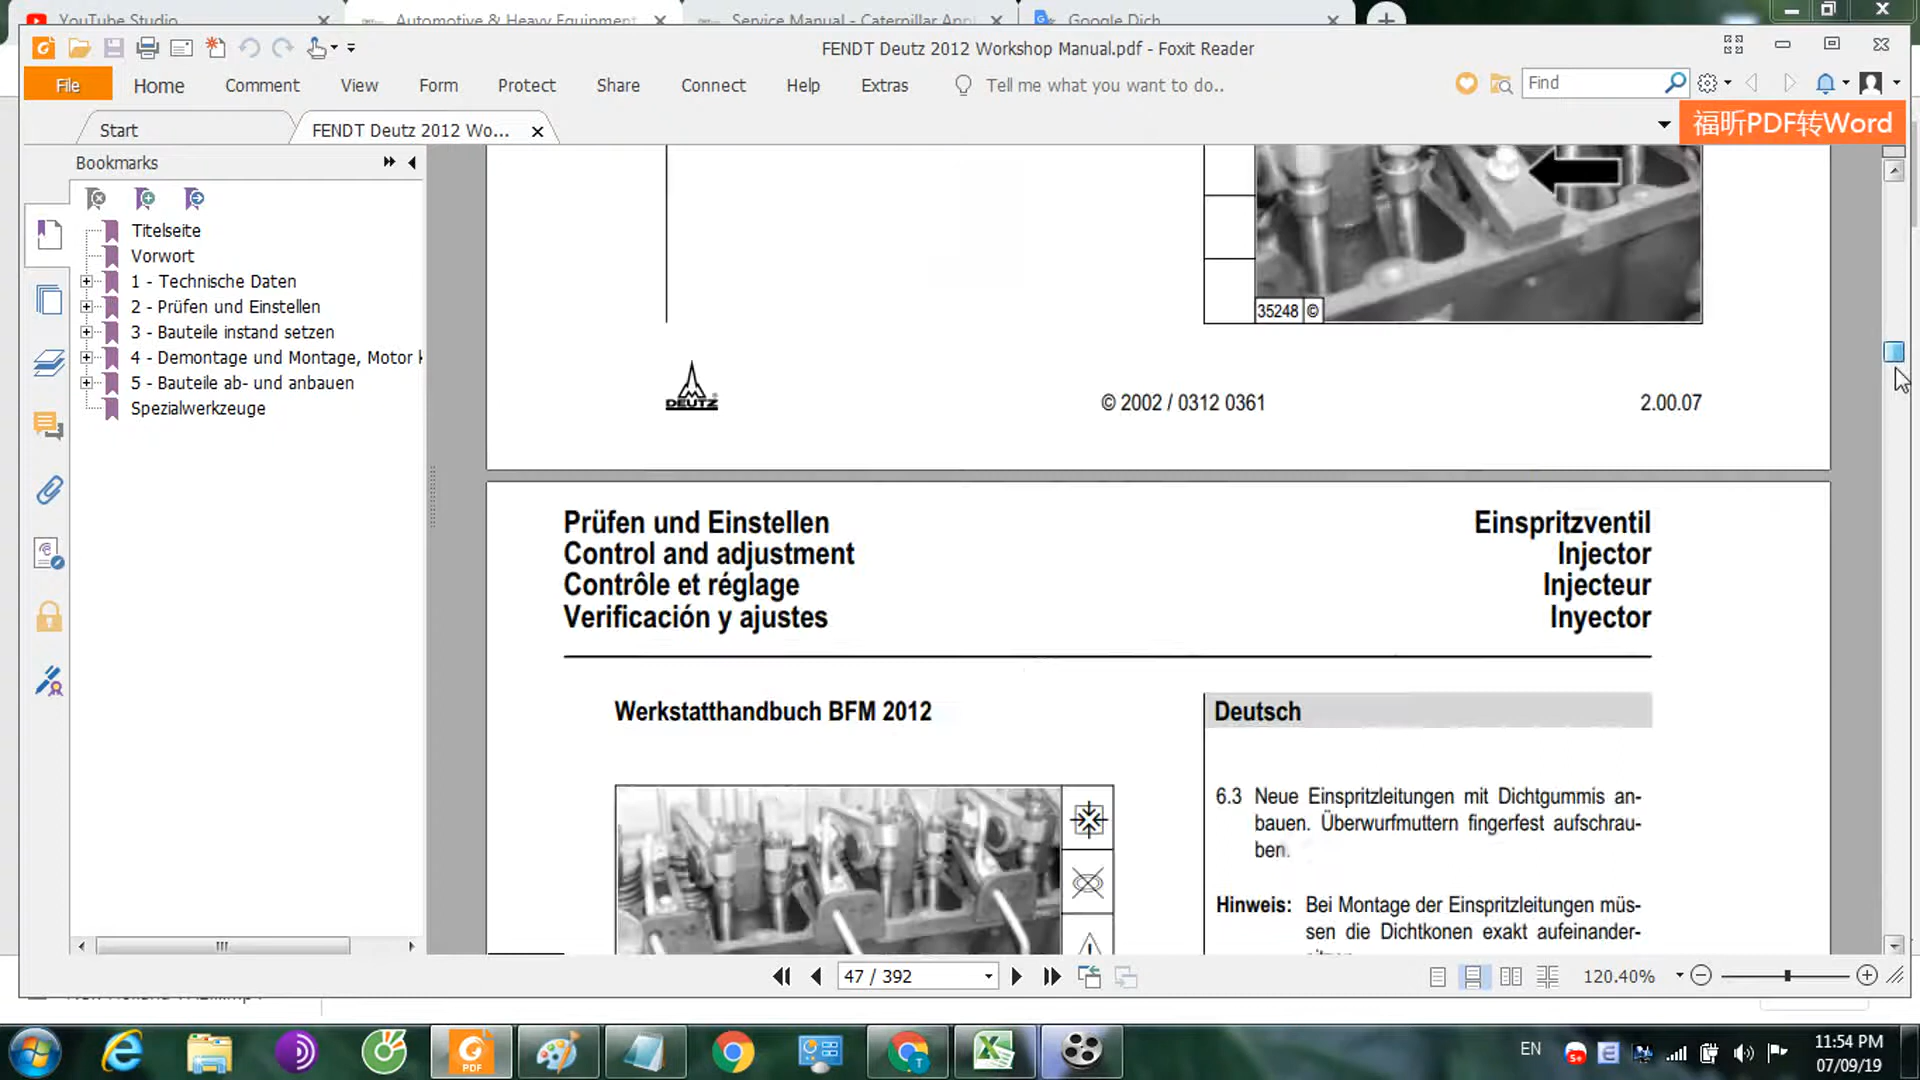 YouTube Studio
Automotive & Heavy Equipment
Service Manual - Caterpillar App
Google Dich
FENDT Deutz 2012 Workshop Manual.pdf - Foxit Reader
File
Home
Comment
View
Form
Protect
Share
Connect
Help
Extras
Tell me what you want to do..
Find
Start
FENDT Deutz 2012 Wo...
福昕PDF转Word
Bookmarks
Titelseite
Vorwort
1 - Technische Daten
2 - Prüfen und Einstellen
3 - Bauteile instand setzen
4 - Demontage und Montage, Motor k
5 - Bauteile ab- und anbauen
Spezialwerkzeuge
35248 ©
DEUTZ
© 2002 / 0312 0361
2.00.07
Prüfen und Einstellen
Control and adjustment
Contrôle et réglage
Verificación y ajustes
Einspritzventil
Injector
Injecteur
Inyector
Werkstatthandbuch BFM 2012
Deutsch
6.3 Neue Einspritzleitungen mit Dichtgummis an-
bauen. Überwurfmuttern fingerfest aufschrau-
ben.
Hinweis: Bei Montage der Einspritzleitungen müs-
sen die Dichtkonen exakt aufeinander-
47 / 392
120.40%
PDF
EN
11:54 PM
07/09/19